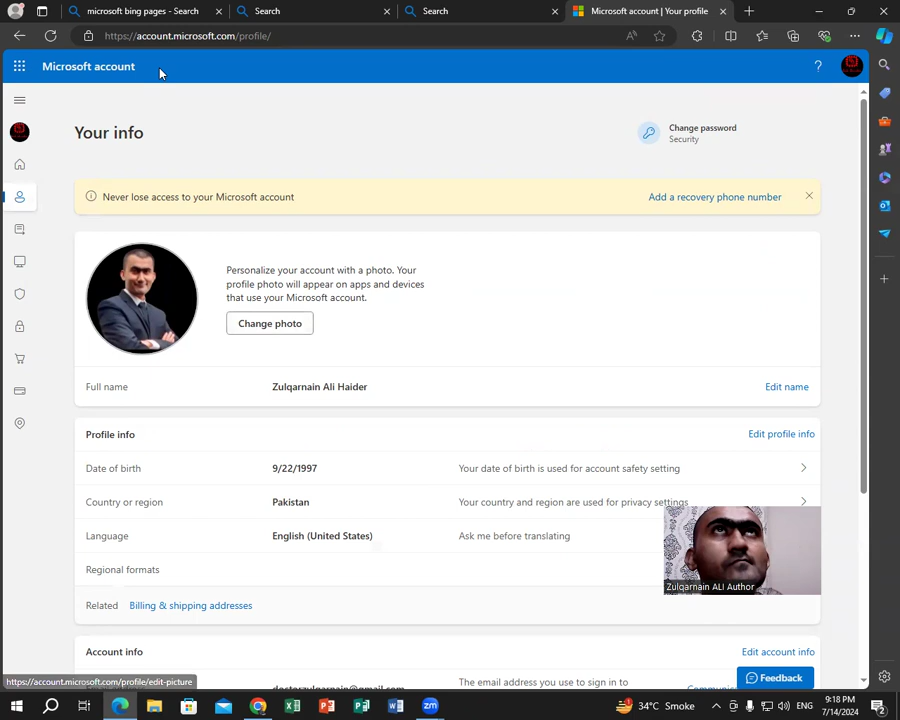 microsoft bing pages - Search
Search
Search
Microsoft account | Your profile
https://account.microsoft.com/profile/
Microsoft account
?
Your info
Change password
Security
Never lose access to your Microsoft account
Add a recovery phone number
Personalize your account with a photo. Your
profile photo will appear on apps and devices
that use your Microsoft account.
Change photo
Full name
Zulqarnain Ali Haider
Edit name
Profile info
Edit profile info
Date of birth
9/22/1997
Your date of birth is used for account safety setting
Country or region
Pakistan
Your country and region are used for privacy settings
Language
English (United States)
Ask me before translating
Regional formats
Zulqarnain ALI Author
Related
Billing & shipping addresses
Account info
Edit account info
https://account.microsoft.com/profile/edit-picture
The email address you use to sign in to
Feedback
34°C Smoke
ENG
9:18 PM
7/14/2024
2